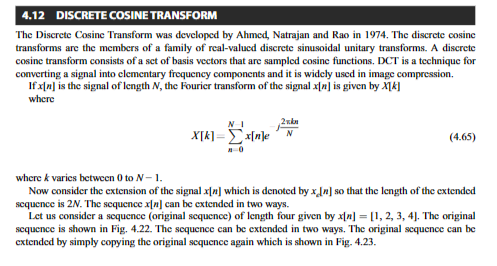 4.12 DISCRETE COSINE TRANSFORM
The Discrete Cosine Transform was developed by Ahmed, Natrajan and Rao in 1974. The discrete cosine
transforms are the members of a family of real-valued discrete sinusoidal unitary transforms. A discrete
cosine transform consists of a set of basis vectors that are sampled cosine functions. DCT is a technique for
converting a signal into elementary frequency components and it is widely used in image compression.
If x[n] is the signal of length N, the Fourier transform of the signal x[n] is given by X[k]
where
X[k] = \sum_{n=0}^{N-1} x[n]e^{-j\frac{2\pi kn}{N}} (4.65)
where k varies between 0 to N – 1.
Now consider the extension of the signal x[n] which is denoted by xₑ[n] so that the length of the extended
sequence is 2N. The sequence x[n] can be extended in two ways.
Let us consider a sequence (original sequence) of length four given by x[n] = [1, 2, 3, 4]. The original
sequence is shown in Fig. 4.22. The sequence can be extended in two ways. The original sequence can be
extended by simply copying the original sequence again which is shown in Fig. 4.23.